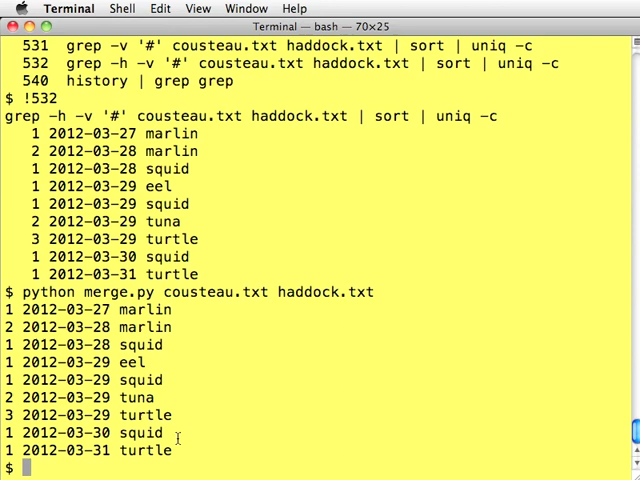 Terminal Shell Edit View Window Help
Terminal — bash — 70×25
531 grep -v '#' cousteau.txt haddock.txt | sort | uniq -c
532 grep -h -v '#' cousteau.txt haddock.txt | sort | uniq -c
540 history | grep grep
$ !532
grep -h -v '#' cousteau.txt haddock.txt | sort | uniq -c
1 2012-03-27 marlin
2 2012-03-28 marlin
1 2012-03-28 squid
1 2012-03-29 eel
1 2012-03-29 squid
2 2012-03-29 tuna
3 2012-03-29 turtle
1 2012-03-30 squid
1 2012-03-31 turtle
$ python merge.py cousteau.txt haddock.txt
1 2012-03-27 marlin
2 2012-03-28 marlin
1 2012-03-28 squid
1 2012-03-29 eel
1 2012-03-29 squid
2 2012-03-29 tuna
3 2012-03-29 turtle
1 2012-03-30 squid
1 2012-03-31 turtle
$